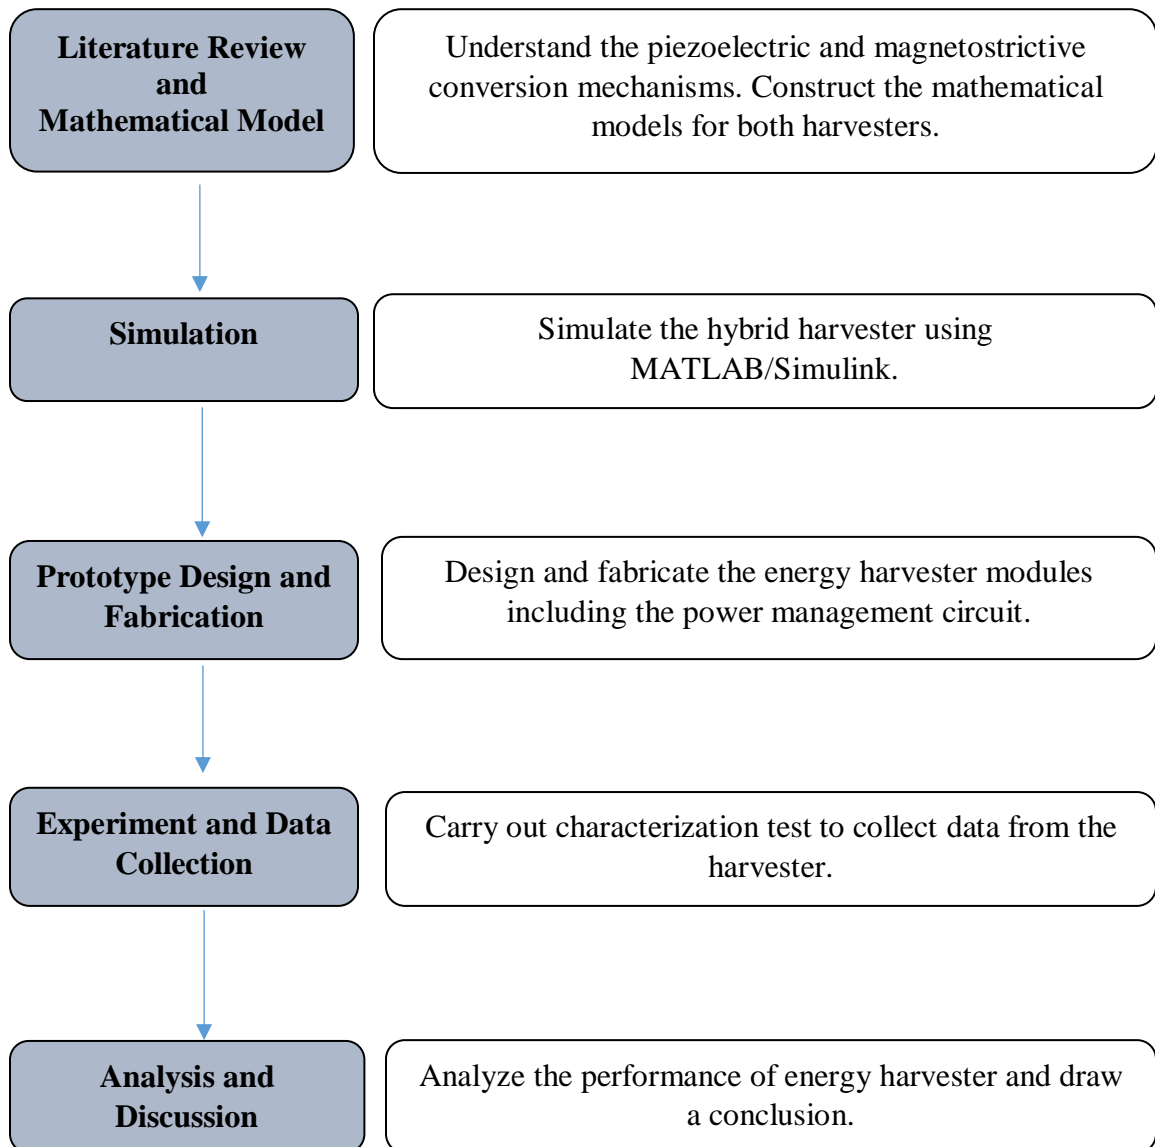 Literature Review
and
Mathematical Model
Understand the piezoelectric and magnetostrictive
conversion mechanisms. Construct the mathematical
models for both harvesters.
Simulation
Simulate the hybrid harvester using
MATLAB/Simulink.
Prototype Design and
Fabrication
Design and fabricate the energy harvester modules
including the power management circuit.
Experiment and Data
Collection
Carry out characterization test to collect data from the
harvester.
Analysis and
Discussion
Analyze the performance of energy harvester and draw
a conclusion.